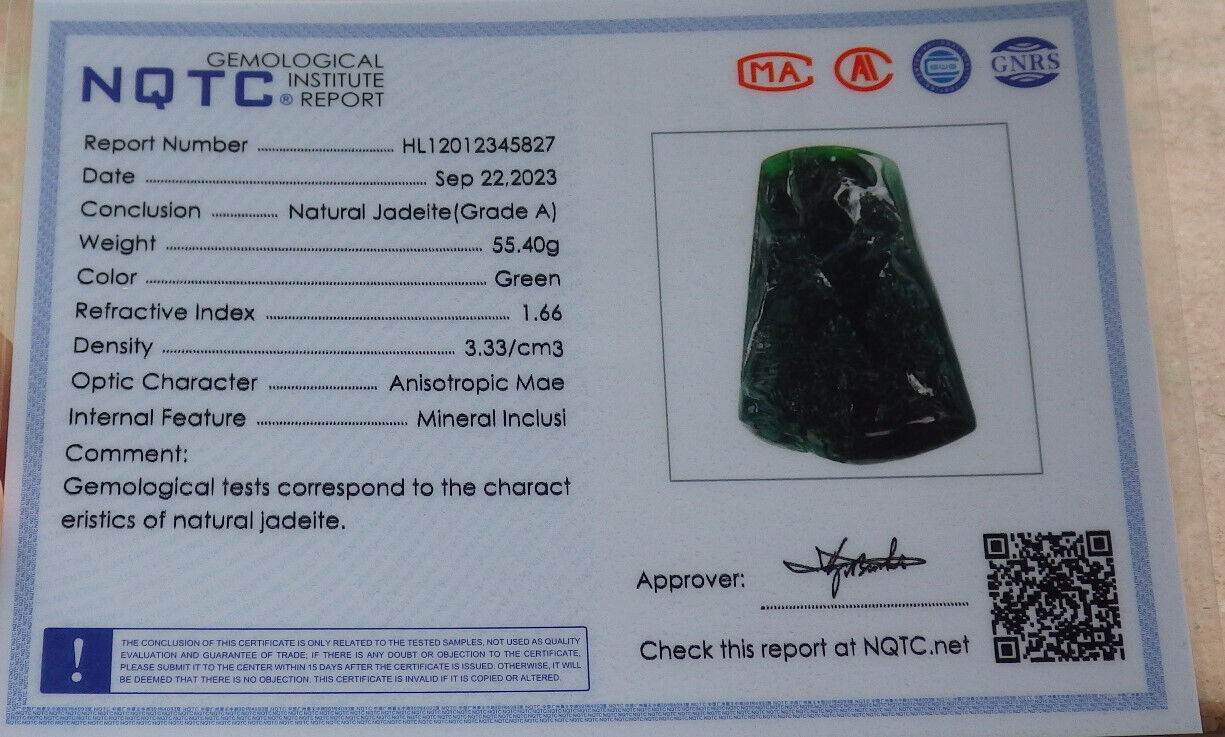 NQTC® GEMOLOGICAL INSTITUTE REPORT
MA
GNRS
Report Number HL12012345827
Date Sep 22,2023
Conclusion Natural Jadeite(Grade A)
Weight 55.40g
Color Green
Refractive Index 1.66
Density 3.33/cm3
Optic Character Anisotropic Mae
Internal Feature Mineral Inclusi
Comment:
Gemological tests correspond to the charact
eristics of natural jadeite.
Approver:
Check this report at NQTC.net
!
THE CONCLUSION OF THIS CERTIFICATE IS ONLY RELATED TO THE TESTED SAMPLES, NOT USED AS QUALITY
EVALUATION AND GUARANTEE OF TRADE; IF THERE IS ANY DOUBT OR OBJECTION TO THE CERTIFICATE,
PLEASE SUBMIT IT TO THE CENTER WITHIN 15 DAYS AFTER THE CERTIFICATE IS ISSUED. OTHERWISE, IT WILL
BE DEEMED THAT THERE IS NO OBJECTION. THIS CERTIFICATE IS INVALID IF IT IS COPIED OR ALTERED.